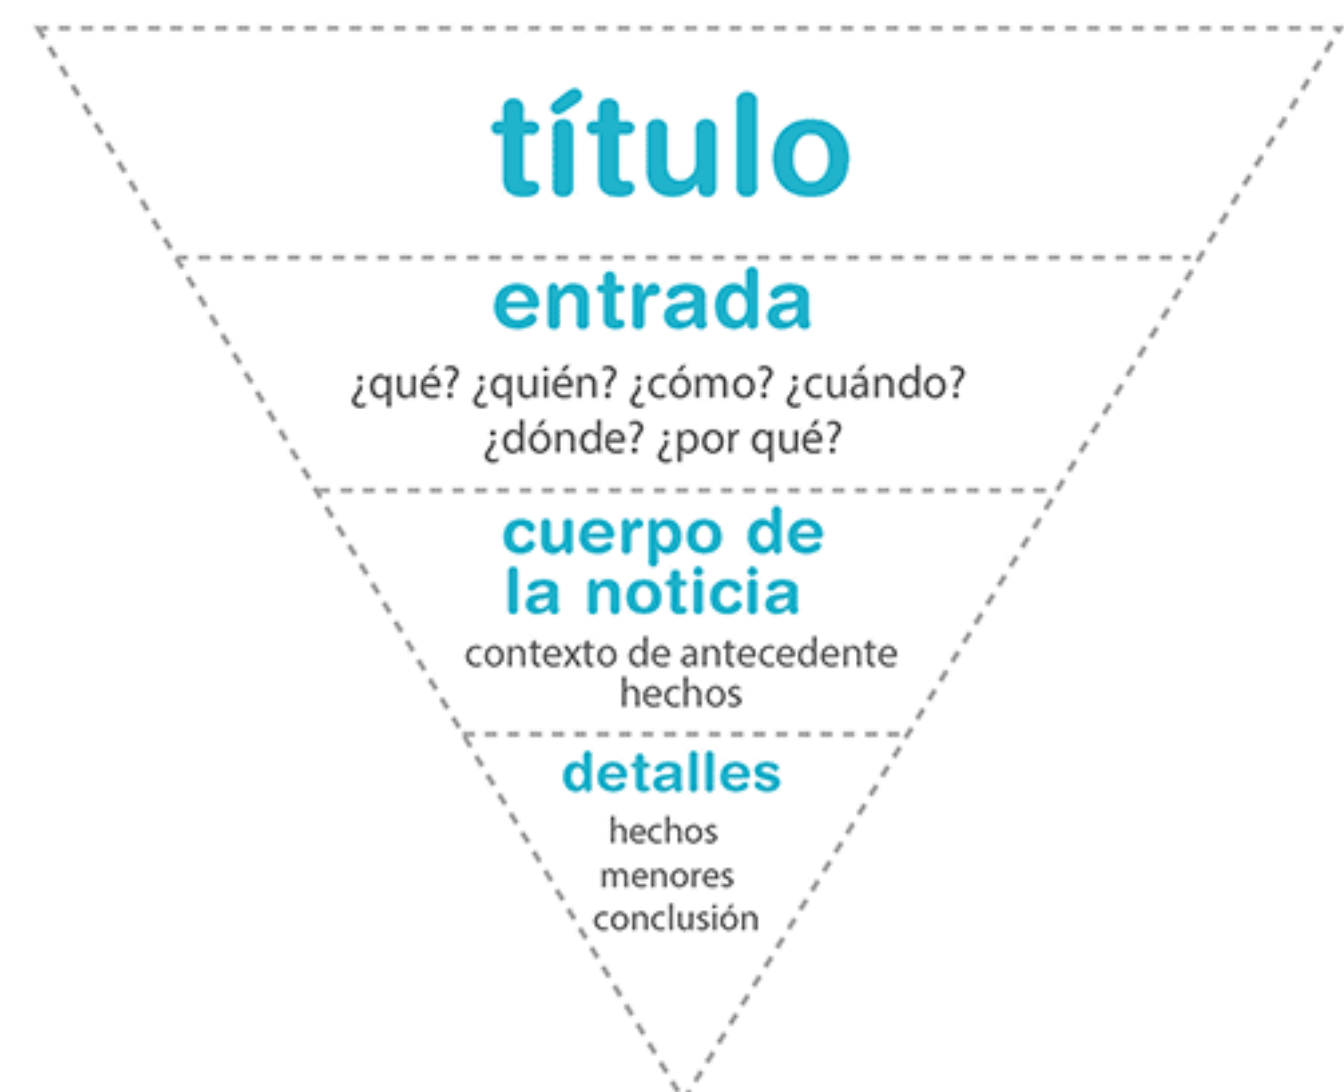 título
entrada
¿qué? ¿quién? ¿cómo? ¿cuándo?
¿dónde? ¿por qué?
cuerpo de
la noticia
contexto de antecedente
hechos
detalles
hechos
menores
conclusión